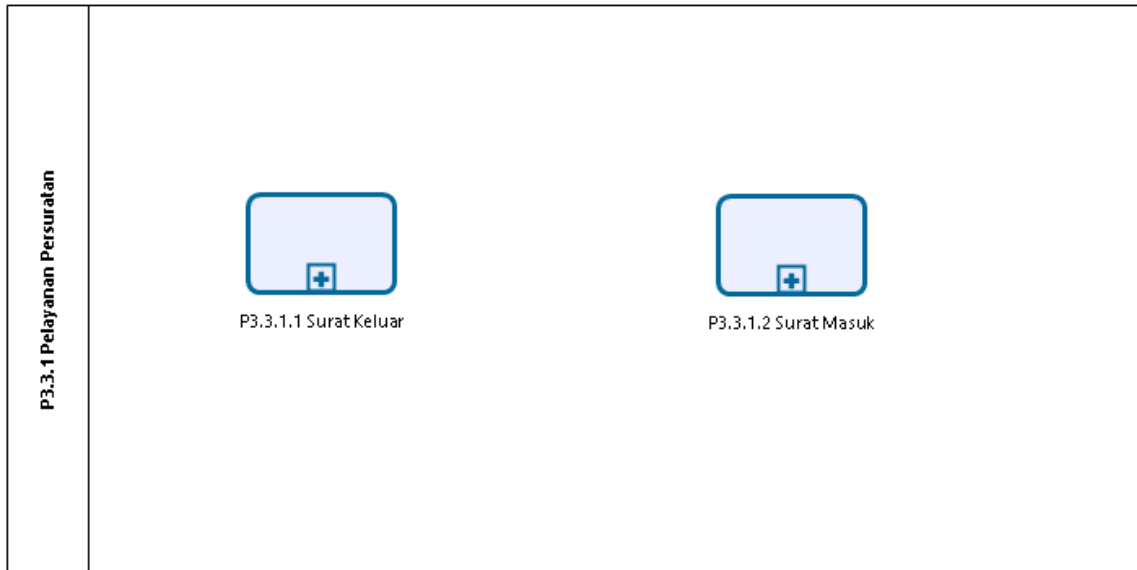 P3.3.1 Pelayanan Persuratan
P3.3.1.1 Surat Keluar
P3.3.1.2 Surat Masuk